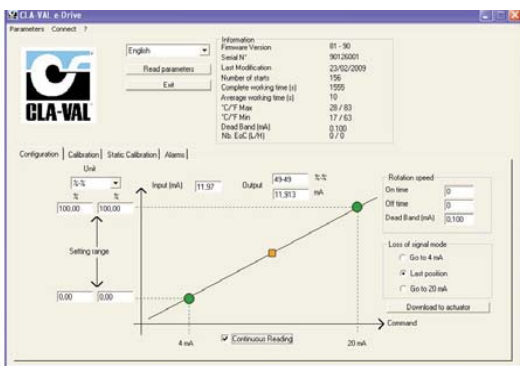 CLA-VAL e-Drive
Parameters Connect ?
CLA-VAL
English
Read parameters
Exit
Information
Firmware Version 01 - 90
Serial N° 90126001
Last Modification 23/02/2009
Number of starts 156
Complete working time (s) 1555
Average working time (s) 10
°C/°F Max 28 / 83
°C/°F Min 17 / 63
Dead Band (mA) 0.100
Nb. EoC (L/H) 0 / 0
Configuration Calibration Static Calibration Alarms
Unit
%-%
% %
100,00 100,00
Setting range
0,00 0,00
Input (mA) 11,97
Output 49-49 %-%
11,913 mA
4 mA
20 mA
Command
Continuous Reading
Rotation speed
On time 0
Off time 0
Dead Band (mA) 0,100
Loss of signal mode
Go to 4 mA
Last position
Go to 20 mA
Download to actuator